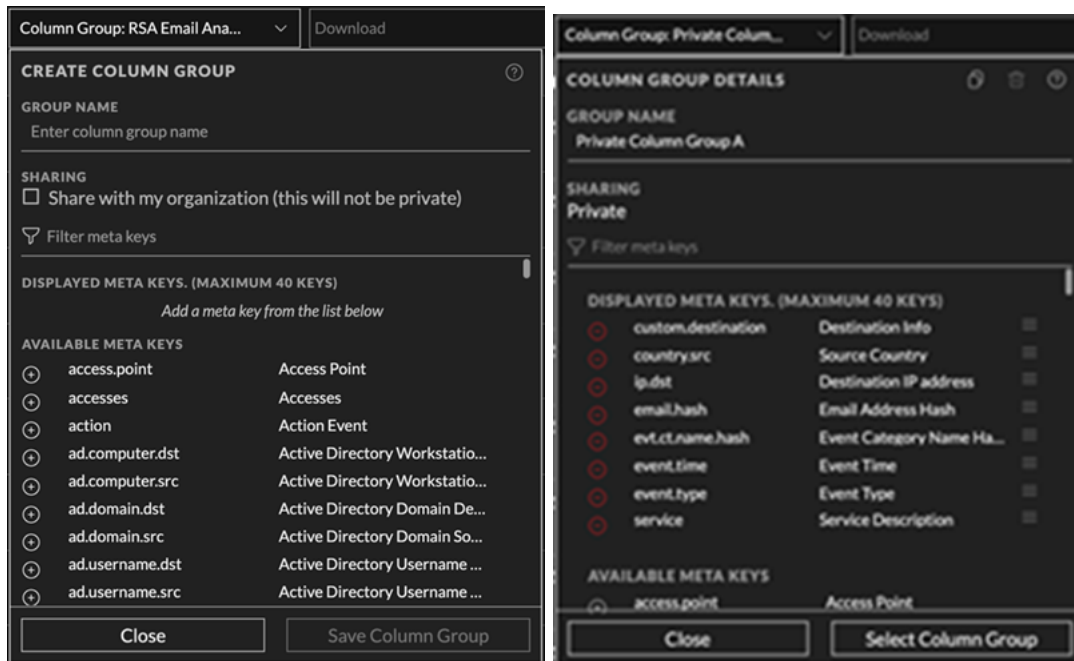 Column Group: RSA Email Ana...
Download
CREATE COLUMN GROUP
GROUP NAME
Enter column group name
SHARING
Share with my organization (this will not be private)
Filter meta keys
DISPLAYED META KEYS. (MAXIMUM 40 KEYS)
Add a meta key from the list below
AVAILABLE META KEYS
access.point Access Point
accesses Accesses
action Action Event
ad.computer.dst Active Directory Workstatio...
ad.computer.src Active Directory Workstatio...
ad.domain.dst Active Directory Domain De...
ad.domain.src Active Directory Domain So...
ad.username.dst Active Directory Username ...
ad.username.src Active Directory Username ...
Close
Save Column Group
Column Group: Private Colum...
Download
COLUMN GROUP DETAILS
GROUP NAME
Private Column Group A
SHARING
Private
Filter meta keys
DISPLAYED META KEYS. (MAXIMUM 40 KEYS)
custom.destination Destination Info
country.src Source Country
ip.dst Destination IP address
email.hash Email Address Hash
evt.ct.name.hash Event Category Name Ha...
event.time Event Time
event.type Event Type
service Service Description
AVAILABLE META KEYS
access.point Access Point
Close
Select Column Group